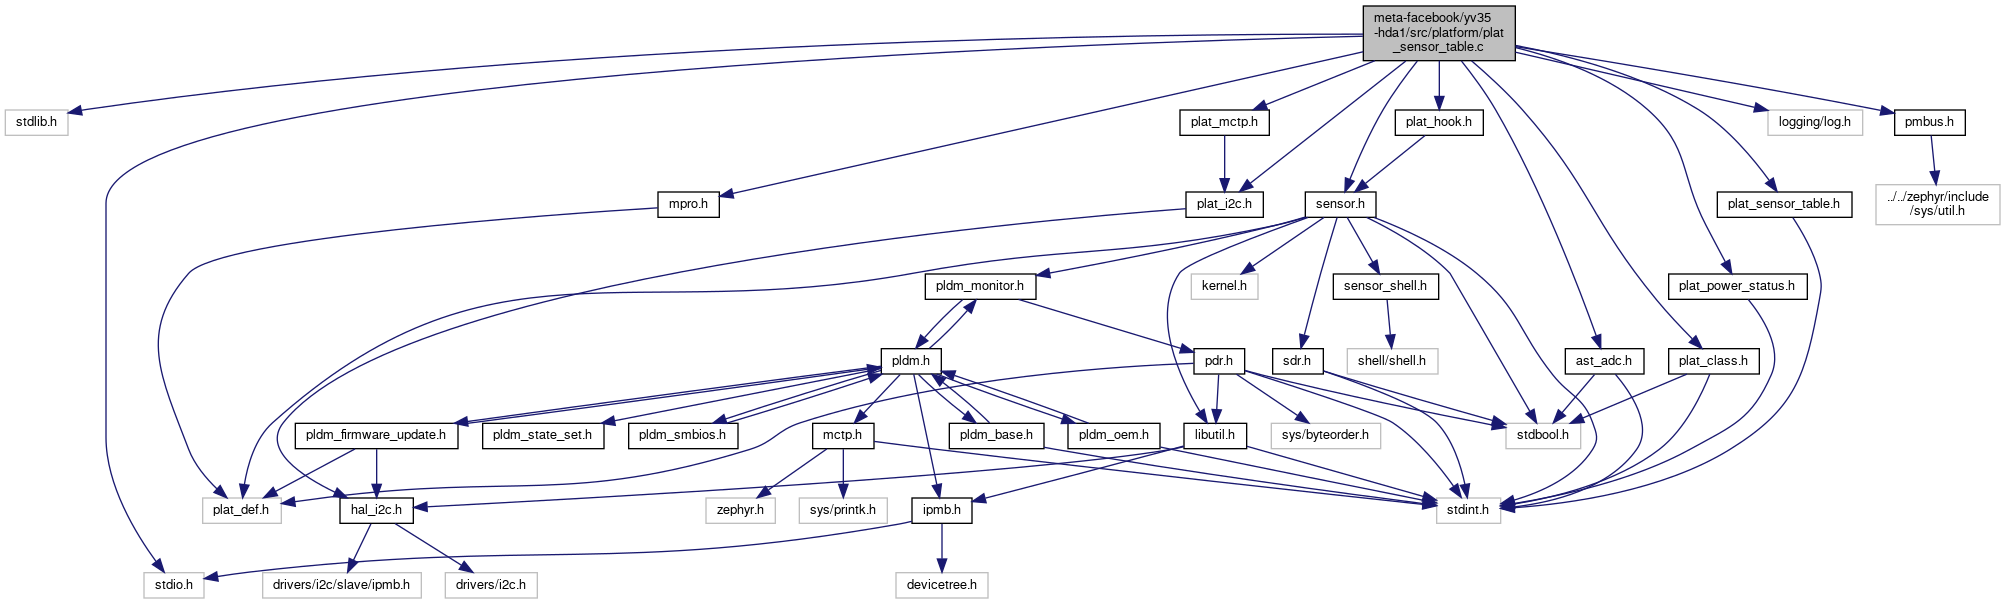 meta-facebook/yv35
-hda1/src/platform/plat
_sensor_table.c
stdlib.h
plat_mctp.h
plat_hook.h
logging/log.h
pmbus.h
mpro.h
plat_i2c.h
sensor.h
plat_sensor_table.h
../../zephyr/include
/sys/util.h
pldm_monitor.h
kernel.h
sensor_shell.h
plat_power_status.h
pldm.h
pdr.h
sdr.h
shell/shell.h
ast_adc.h
plat_class.h
pldm_firmware_update.h
pldm_state_set.h
pldm_smbios.h
mctp.h
pldm_base.h
pldm_oem.h
libutil.h
sys/byteorder.h
stdbool.h
plat_def.h
hal_i2c.h
zephyr.h
sys/printk.h
ipmb.h
stdint.h
stdio.h
drivers/i2c/slave/ipmb.h
drivers/i2c.h
devicetree.h